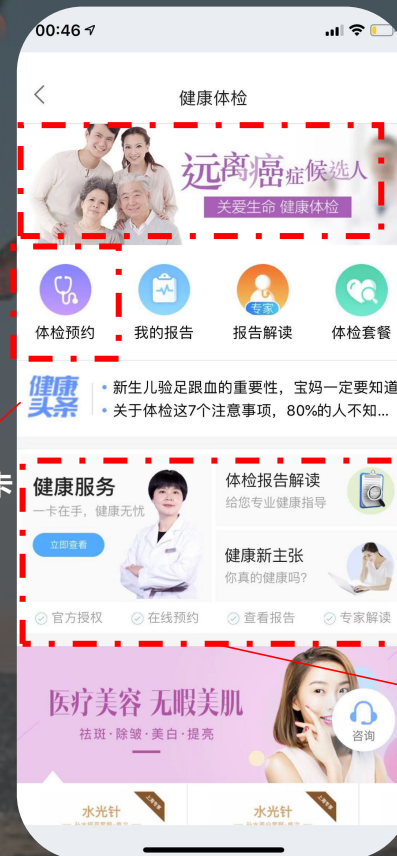 00:46
健康体检
远离癌症候选人
关爱生命 健康体检
体检预约
我的报告
专家
报告解读
体检套餐
健康
头条
• 新生儿验足跟血的重要性，宝妈一定要知道
• 关于体检这7个注意事项，80%的人不知...
卡
健康服务
一卡在手，健康无忧
立即查看
体检报告解读
给您专业健康指导
健康新主张
你真的健康吗？
官方授权
在线预约
查看报告
专家解读
医疗美容 无暇美肌
祛斑·除皱·美白·提亮
咨询
水光针
水光针